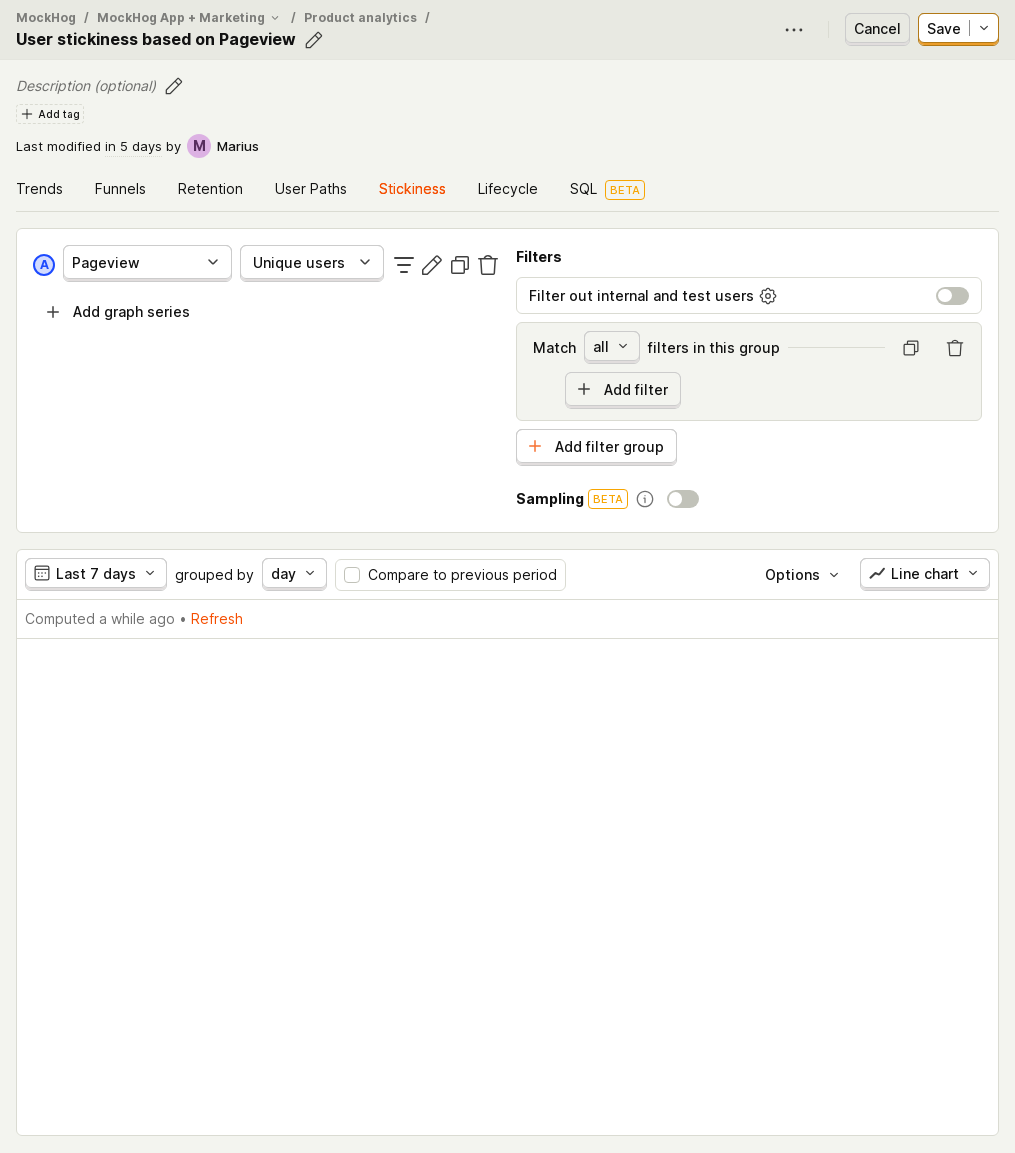 MockHog / MockHog App + Marketing / Product analytics /
User stickiness based on Pageview
Cancel
Save
Description (optional)
Add tag
Last modified in 5 days by M Marius
Trends Funnels Retention User Paths Stickiness Lifecycle SQL BETA
A Pageview Unique users
Add graph series
Filters
Filter out internal and test users
Match all filters in this group
Add filter
Add filter group
Sampling BETA
Last 7 days grouped by day Compare to previous period Options Line chart
Computed a while ago • Refresh